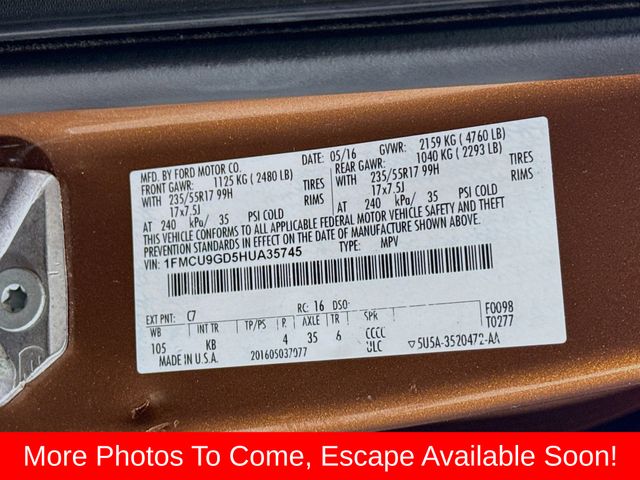 MFD. BY FORD MOTOR CO.
DATE: 05/16 GVWR: 2159 KG ( 4760 LB)
FRONT GAWR: 1125 KG ( 2480 LB)
REAR GAWR: 1040 KG ( 2293 LB)
WITH 235/55R17 99H TIRES
WITH 235/55R17 99H TIRES
17x7.5J RIMS
17x7.5J RIMS
AT 240 kPa/ 35 PSI COLD
AT 240 kPa/ 35 PSI COLD
THIS VEHICLE CONFORMS TO ALL APPLICABLE FEDERAL MOTOR VEHICLE SAFETY AND THEFT
PREVENTION STANDARDS IN EFFECT ON THE DATE OF MANUFACTURE SHOWN ABOVE.
VIN: 1FMCU9GD5HUA35745
TYPE: MPV
EXT PNT: C7 RC: 16 DSO:
F0098
T0277
WB INT TR TP/PS R AXLE TR SPR
105 KB 4 35 6
MADE IN U.S.A. 20160503
ULC 5U5A-3520472-AA
More Photos To Come, Escape Available Soon!